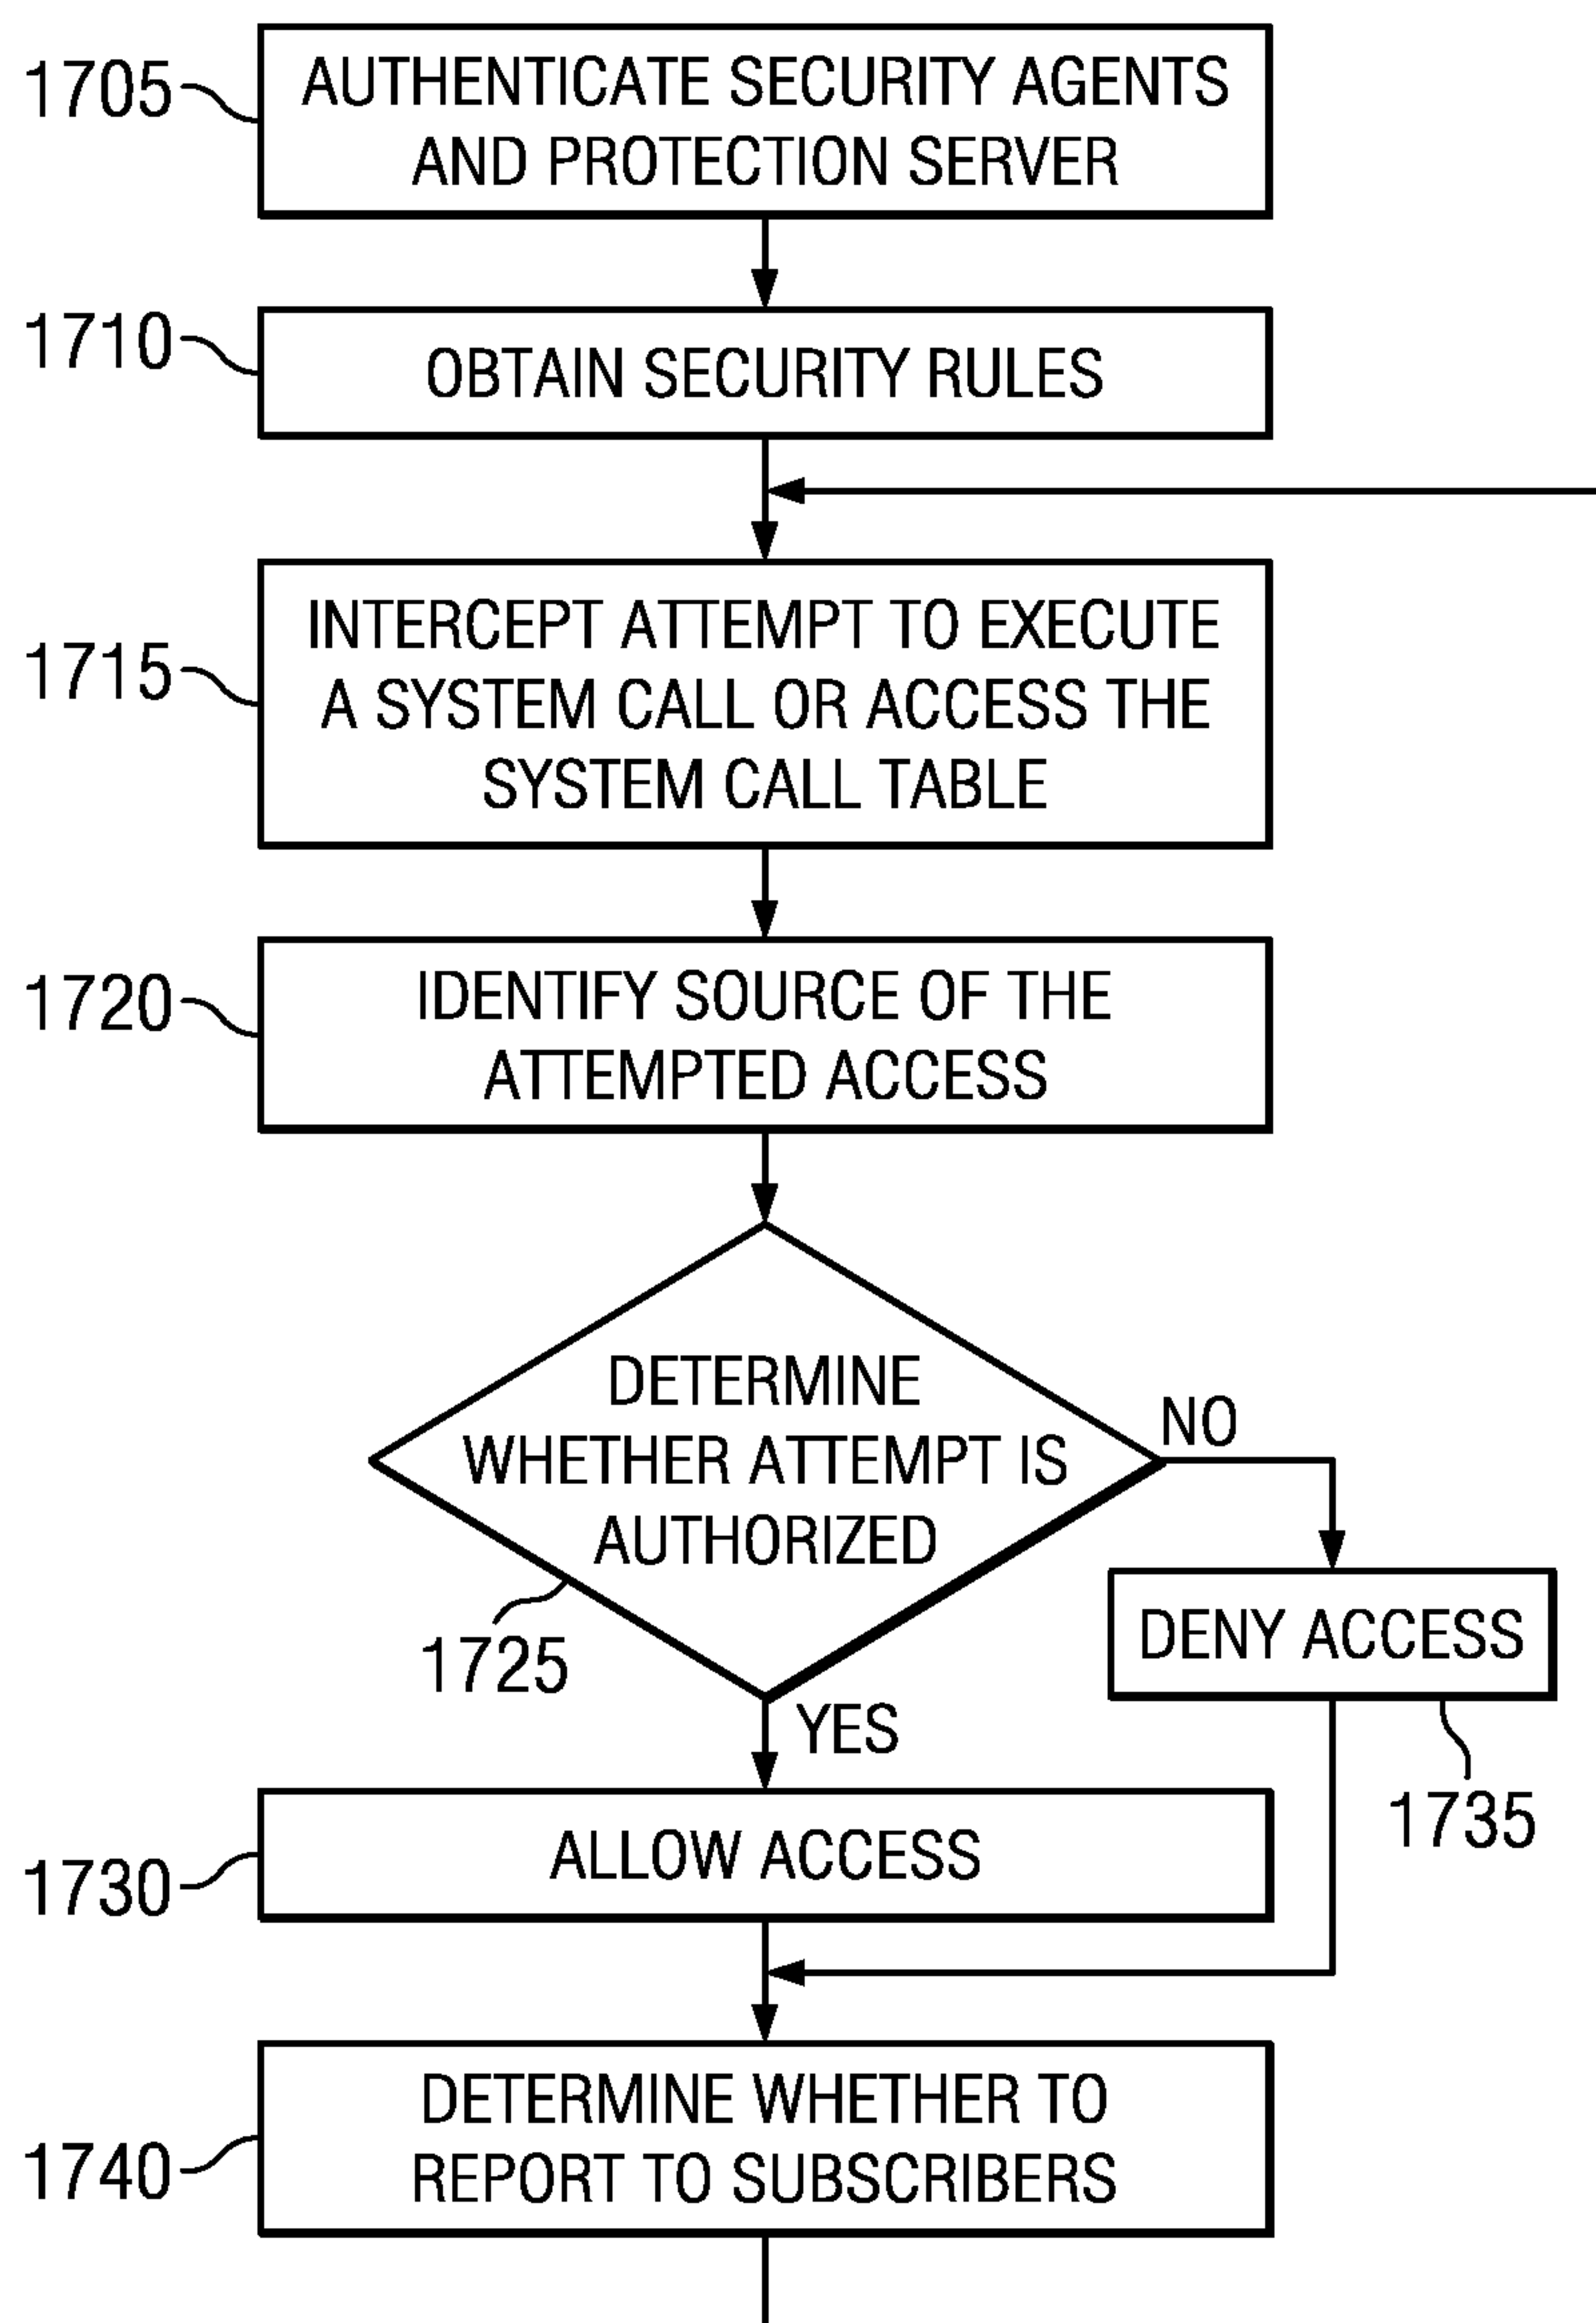 1705
AUTHENTICATE SECURITY AGENTS
AND PROTECTION SERVER
1710
OBTAIN SECURITY RULES
1715
INTERCEPT ATTEMPT TO EXECUTE
A SYSTEM CALL OR ACCESS THE
SYSTEM CALL TABLE
1720
IDENTIFY SOURCE OF THE
ATTEMPTED ACCESS
DETERMINE
WHETHER ATTEMPT IS
AUTHORIZED
1725
NO
DENY ACCESS
1735
YES
ALLOW ACCESS
1730
DETERMINE WHETHER TO
REPORT TO SUBSCRIBERS
1740